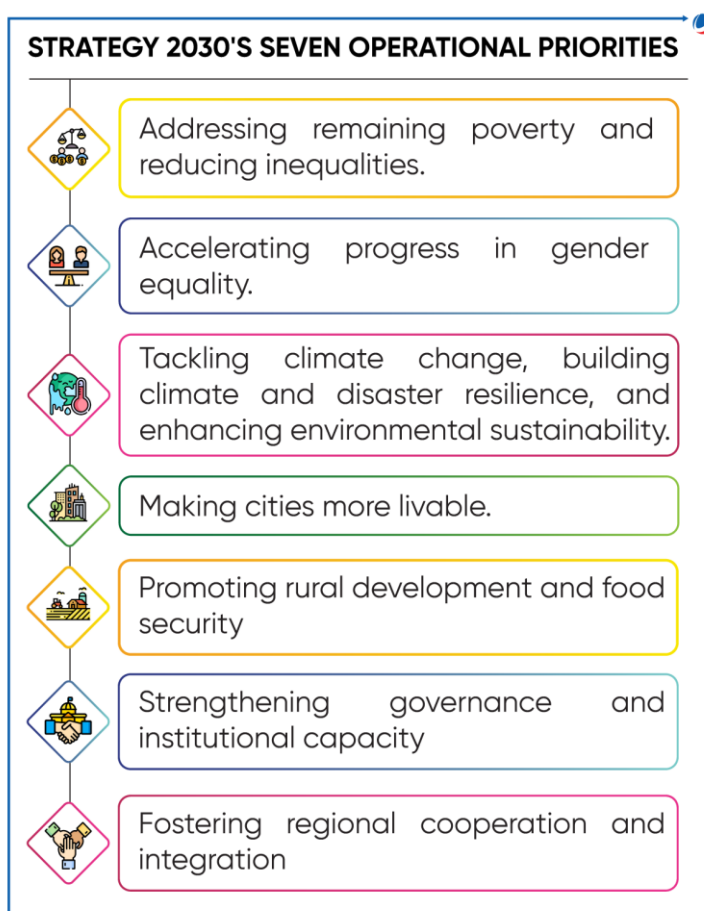 STRATEGY 2030'S SEVEN OPERATIONAL PRIORITIES
Addressing remaining poverty and
reducing inequalities.
Accelerating progress in gender
equality.
Tackling climate change, building
climate and disaster resilience, and
enhancing environmental sustainability.
Making cities more livable.
Promoting rural development and food
security
Strengthening governance and
institutional capacity
Fostering regional cooperation and
integration